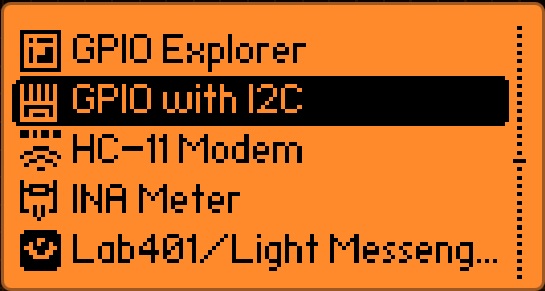 GPIO Explorer
GPIO with I2C
HC-11 Modem
INA Meter
Lab401/Light Messeng...